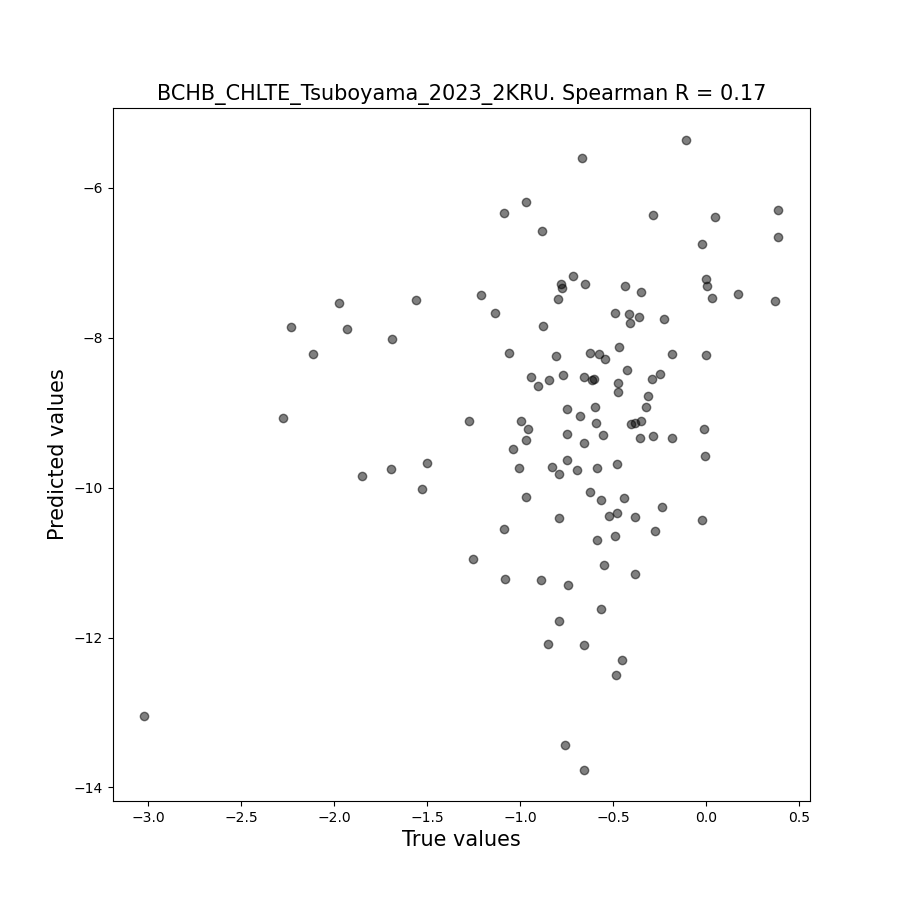 BCHB_CHLTE_Tsuboyama_2023_2KRU. Spearman R = 0.17
Predicted values
−6
−8
−10
−12
−14
−3.0 −2.5 −2.0 −1.5 −1.0 −0.5 0.0 0.5
True values